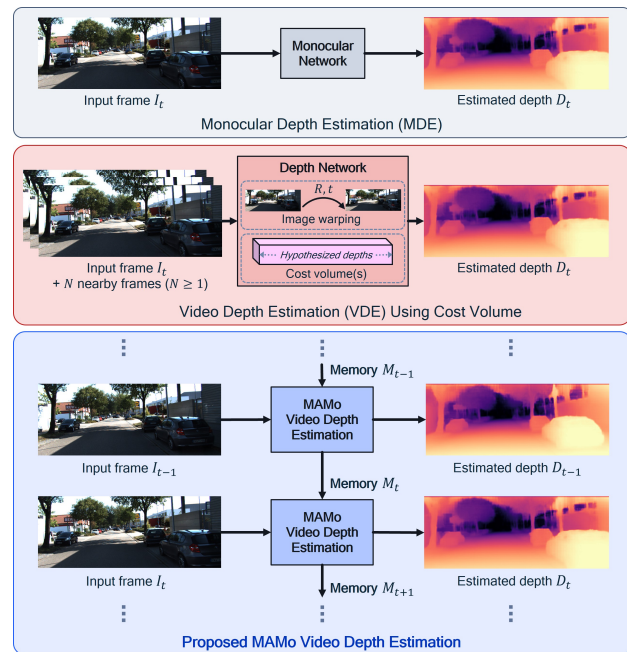 Monocular
Network
Input frame I_t
Estimated depth D_t
Monocular Depth Estimation (MDE)
Depth Network
R, t
Image warping
Hypothesized depths
Cost volume(s)
Input frame I_t
+ N nearby frames (N ≥ 1)
Estimated depth D_t
Video Depth Estimation (VDE) Using Cost Volume
Memory M_{t−1}
MAMo
Video Depth
Estimation
Input frame I_{t−1}
Estimated depth D_{t−1}
Memory M_t
MAMo
Video Depth
Estimation
Input frame I_t
Estimated depth D_t
Memory M_{t+1}
Proposed MAMo Video Depth Estimation